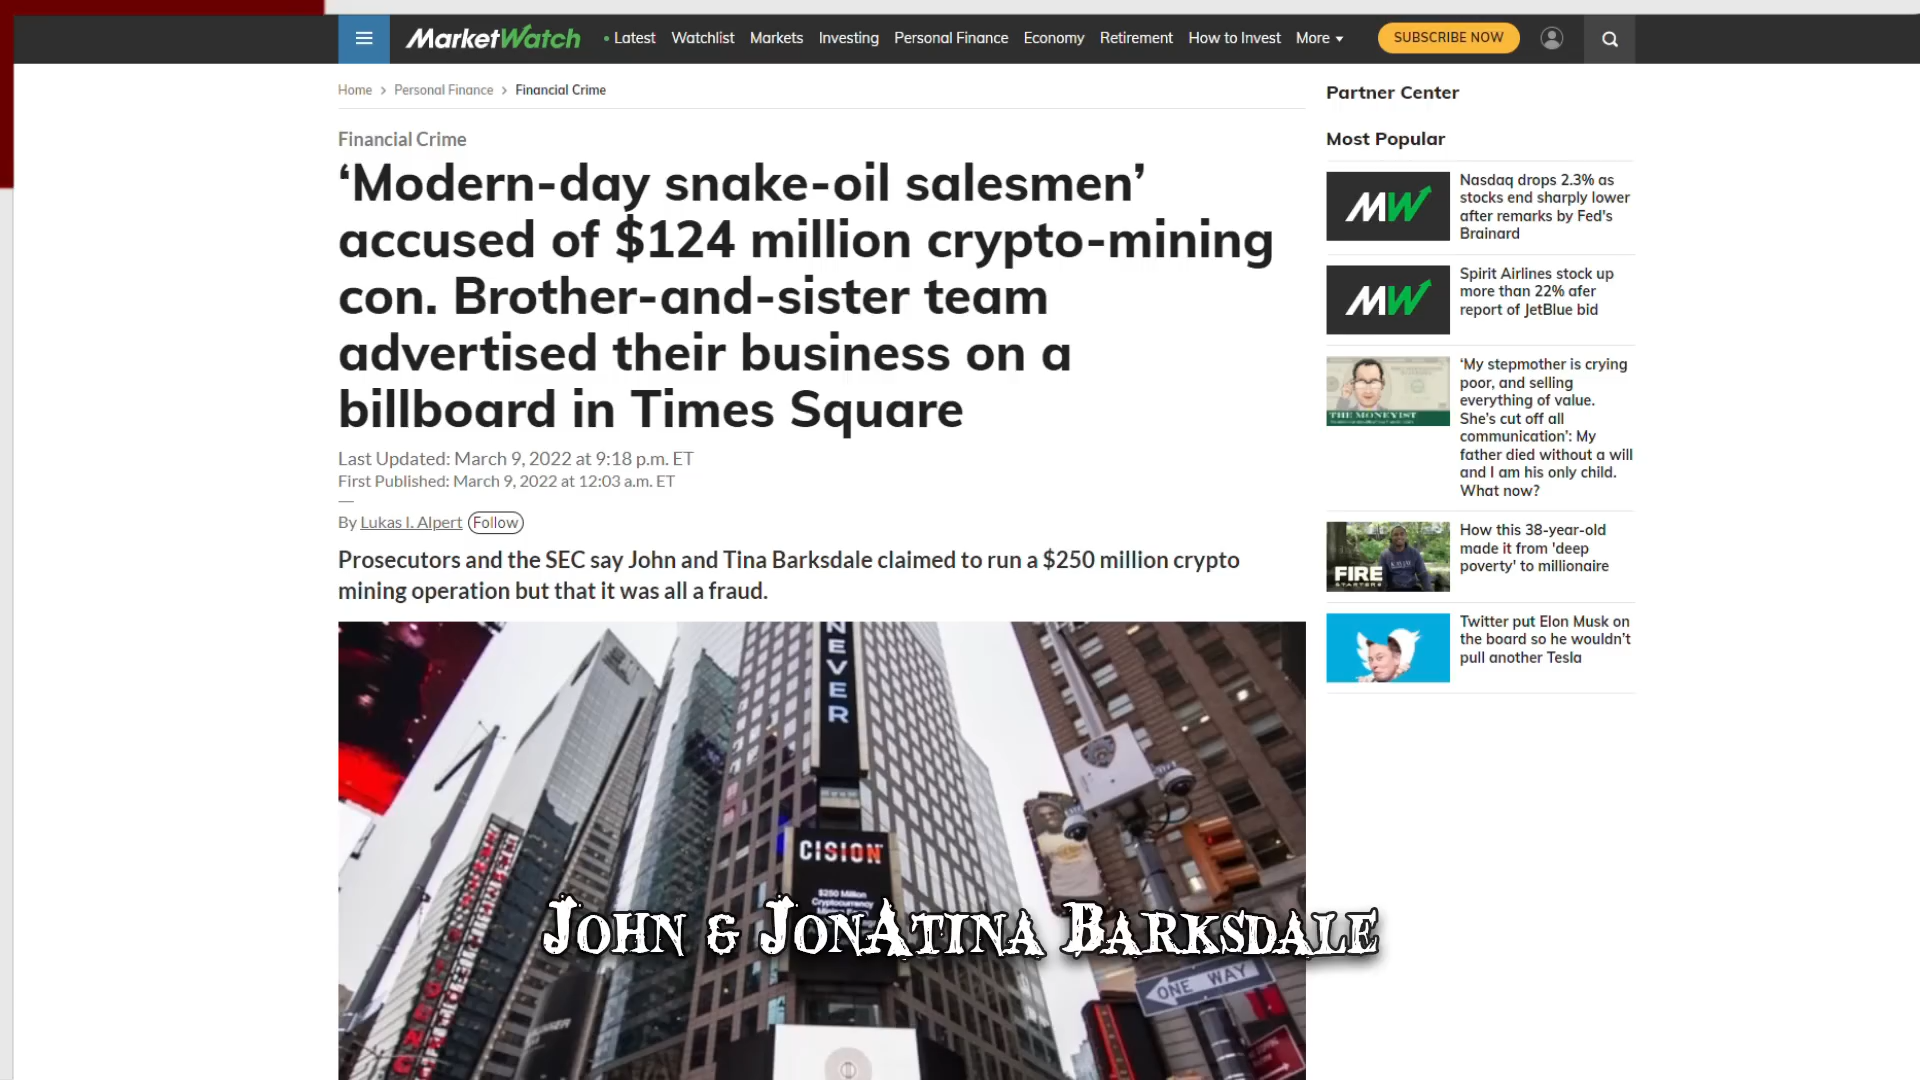 MarketWatch
• Latest Watchlist Markets Investing Personal Finance Economy Retirement How to Invest More
SUBSCRIBE NOW
Home > Personal Finance > Financial Crime
Financial Crime
‘Modern-day snake-oil salesmen’
accused of $124 million crypto-mining
con. Brother-and-sister team
advertised their business on a
billboard in Times Square
Last Updated: March 9, 2022 at 9:18 p.m. ET
First Published: March 9, 2022 at 12:03 a.m. ET
—
By Lukas I. Alpert Follow
Prosecutors and the SEC say John and Tina Barksdale claimed to run a $250 million crypto
mining operation but that it was all a fraud.
NEVER
CISION
$250 Million
Cryptocurrency
John & JonAtina Barksdale
ONE WAY
Partner Center
Most Popular
MW
Nasdaq drops 2.3% as
stocks end sharply lower
after remarks by Fed's
Brainard
MW
Spirit Airlines stock up
more than 22% afer
report of JetBlue bid
THE MONEYIST
‘My stepmother is crying
poor, and selling
everything of value.
She’s cut off all
communication’: My
father died without a will
and I am his only child.
What now?
FIRE
STARTERS
How this 38-year-old
made it from 'deep
poverty' to millionaire
Twitter put Elon Musk on
the board so he wouldn’t
pull another Tesla